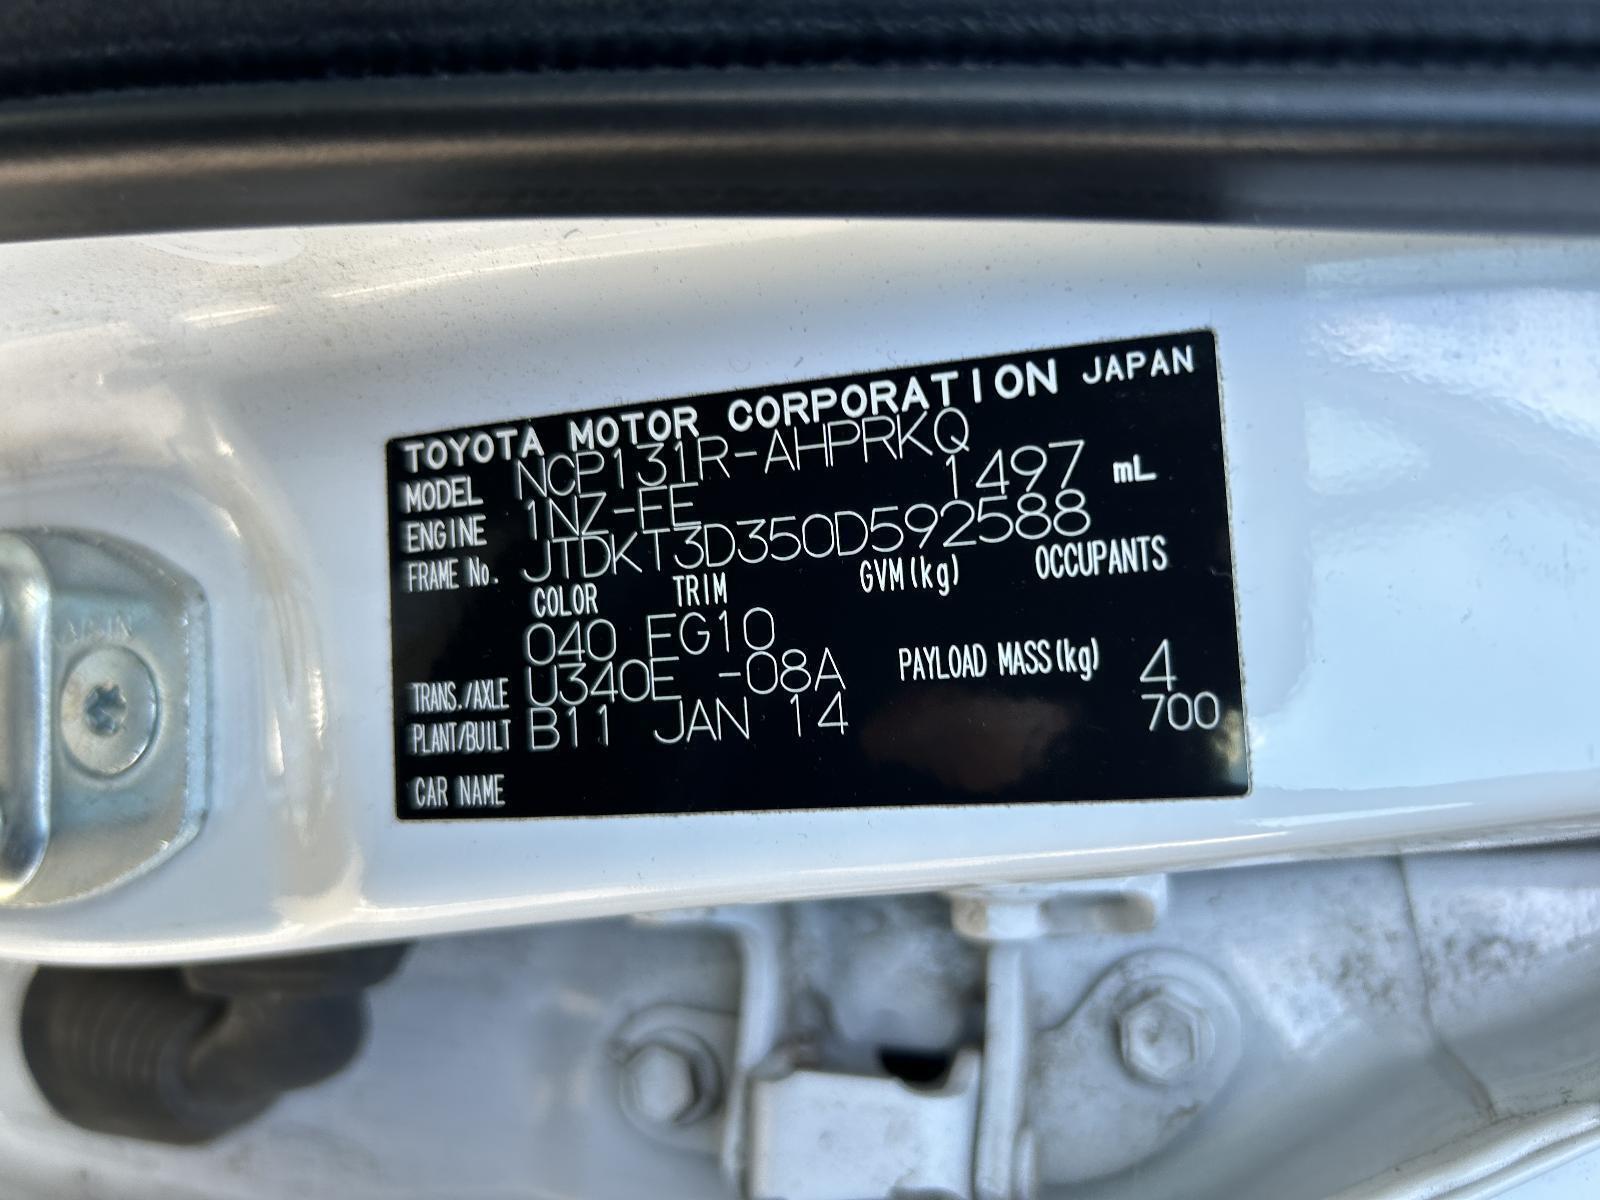 TOYOTA MOTOR CORPORATION JAPAN
MODEL NCP131R-AHPRKQ
ENGINE 1NZ-FE 1497 mL
FRAME No. JTDKT3D350D592588
COLOR TRIM GVM(kg) OCCUPANTS
040 FG10
TRANS./AXLE U340E -08A PAYLOAD MASS(kg) 4
PLANT/BUILT B11 JAN 14 700
CAR NAME